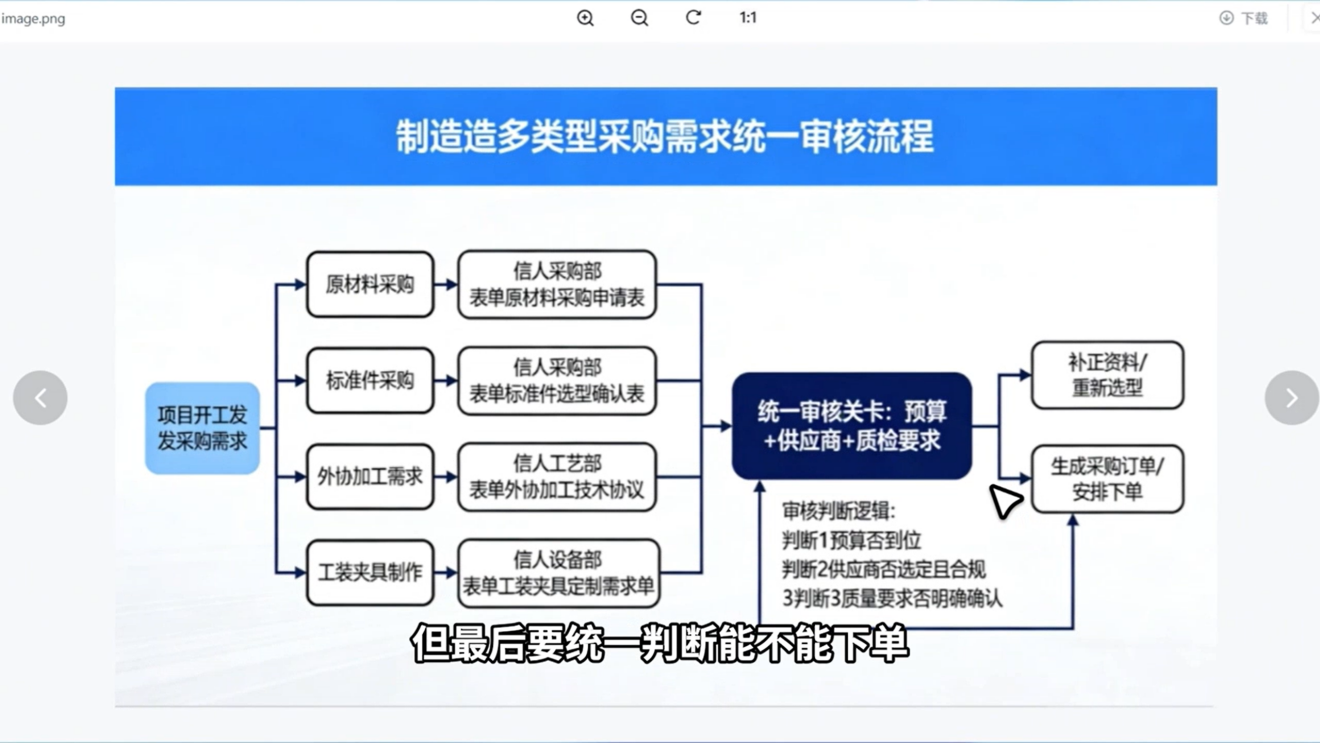 image.png
1:1
下载
制造造多类型采购需求统一审核流程
项目开工发
发采购需求
原材料采购
信人采购部
表单原材料采购申请表
标准件采购
信人采购部
表单标准件选型确认表
外协加工需求
信人工艺部
表单外协加工技术协议
工装夹具制作
信人设备部
表单工装夹具定制需求单
统一审核关卡：预算
+供应商+质检要求
补正资料/
重新选型
生成采购订单/
安排下单
审核判断逻辑：
判断1预算否到位
判断2供应商否选定且合规
3判断3质量要求否明确确认
但最后要统一判断能不能下单